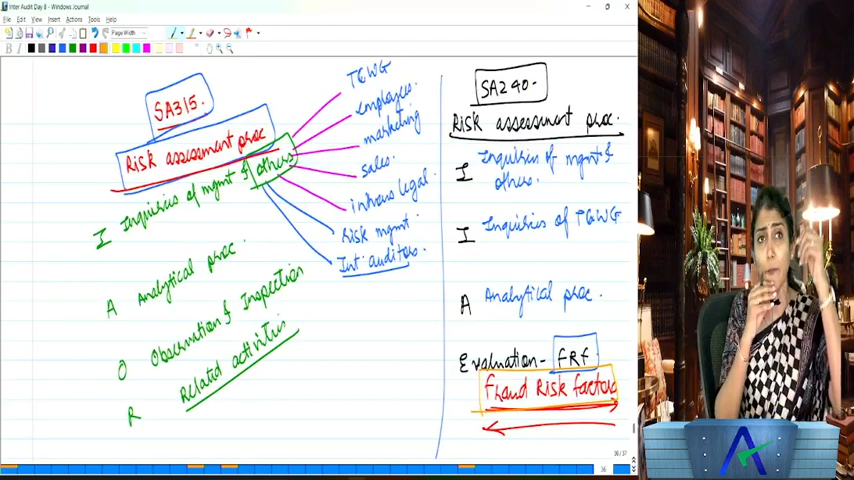 Inter Audit Day 8 - Windows Journal
File Edit View Insert Actions Tools Help
Page Width
B I
SA315.
Risk assessment proc
I Inquiries of mgmt & others
TCWG
employees.
marketing
sales.
inhouse legal.
Risk mgmt
Int. auditors.
A Analytical proc.
O Observation & Inspection
R Related activities
SA240.
Risk assessment proc.
I Inquiries of mgmt & others.
I Inquiries of TCWG
A Analytical proc.
Evaluation- FRF.
Fraud Risk factors
36/37
36
A